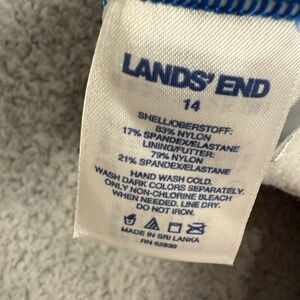 LANDS' END
14
SHELL/OBERSTOFF:
83% NYLON
17% SPANDEX/ELASTANE
LINING/FUTTER:
79% NYLON
21% SPANDEX/ELASTANE
HAND WASH COLD.
WASH DARK COLORS SEPARATELY.
ONLY NON-CHLORINE BLEACH
WHEN NEEDED. LINE DRY.
DO NOT IRON.
MADE IN SRI LANKA
RN 62830